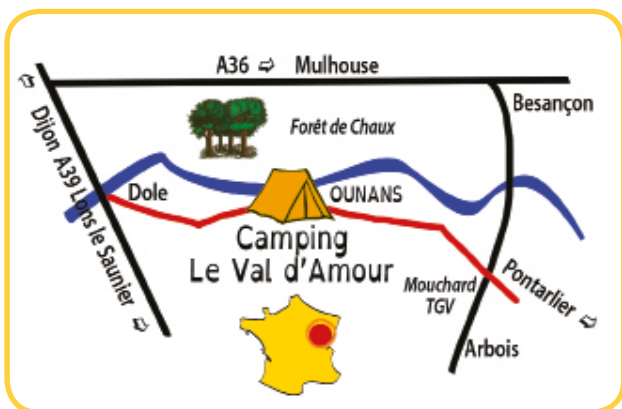 A36 ➪ Mulhouse
Besançon
⇦ Dijon A39 Lons le Saunier ➪
Forêt de Chaux
Dole
OUNANS
Camping
Le Val d'Amour
Mouchard
TGV
Pontarlier ➪
Arbois